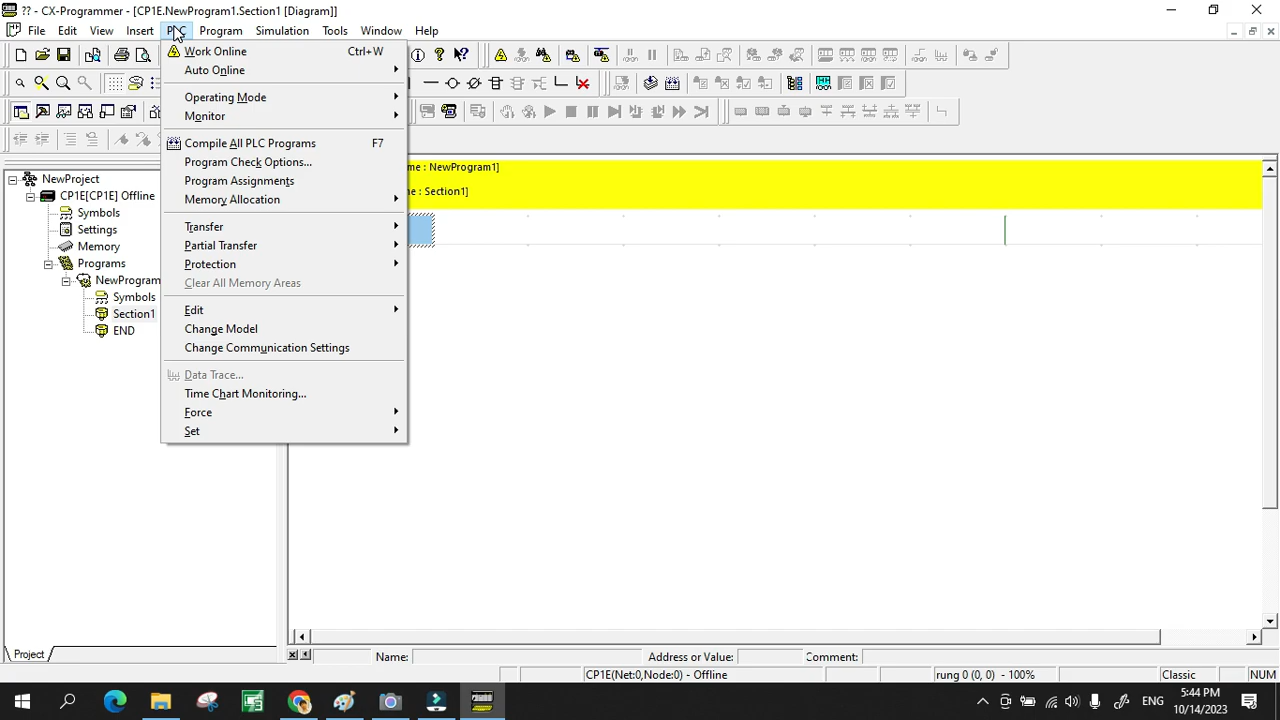 ?? - CX-Programmer - [CP1E.NewProgram1.Section1 [Diagram]]
File Edit View Insert PLC Program Simulation Tools Window Help
Work Online Ctrl+W
Auto Online
Operating Mode
Monitor
Compile All PLC Programs F7
Program Check Options...
Program Assignments
Memory Allocation
Transfer
Partial Transfer
Protection
Clear All Memory Areas
Edit
Change Model
Change Communication Settings
Data Trace...
Time Chart Monitoring...
Force
Set
NewProject
CP1E[CP1E] Offline
Symbols
Settings
Memory
Programs
NewProgram
Symbols
Section1
END
Project
me : NewProgram1]
ne : Section1]
Name: Address or Value: Comment:
CP1E(Net:0,Node:0) - Offline rung 0 (0, 0) - 100% Classic NUM
ENG
5:44 PM
10/14/2023